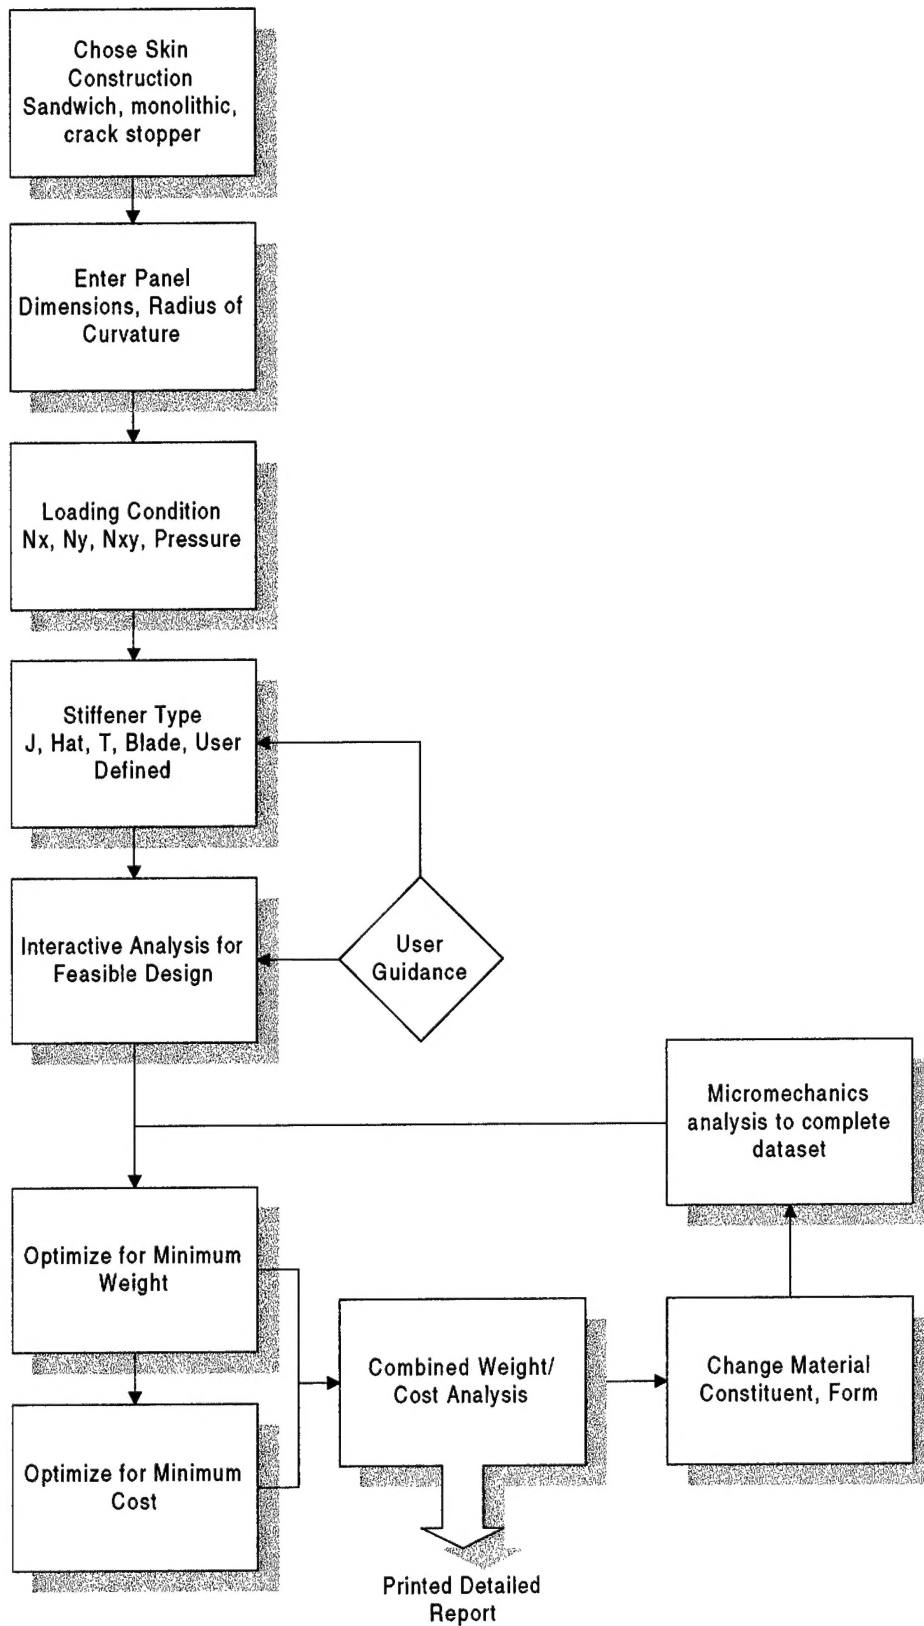 Chose Skin
Construction
Sandwich, monolithic,
crack stopper
Enter Panel
Dimensions, Radius of
Curvature
Loading Condition
Nx, Ny, Nxy, Pressure
Stiffener Type
J, Hat, T, Blade, User
Defined
Interactive Analysis for
Feasible Design
User
Guidance
Micromechanics
analysis to complete
dataset
Optimize for Minimum
Weight
Combined Weight/
Cost Analysis
Change Material
Constituent, Form
Optimize for Minimum
Cost
Printed Detailed
Report